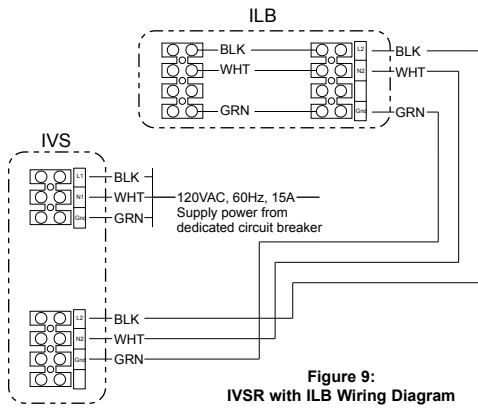 ILB
BLK L2 BLK
WHT N2 WHT
GRN Gnd GRN
IVS
L1 BLK
N1 WHT 120VAC, 60Hz, 15A
Gnd GRN Supply power from
dedicated circuit breaker
L2 BLK
N2 WHT
Gnd GRN
Figure 9:
IVSR with ILB Wiring Diagram